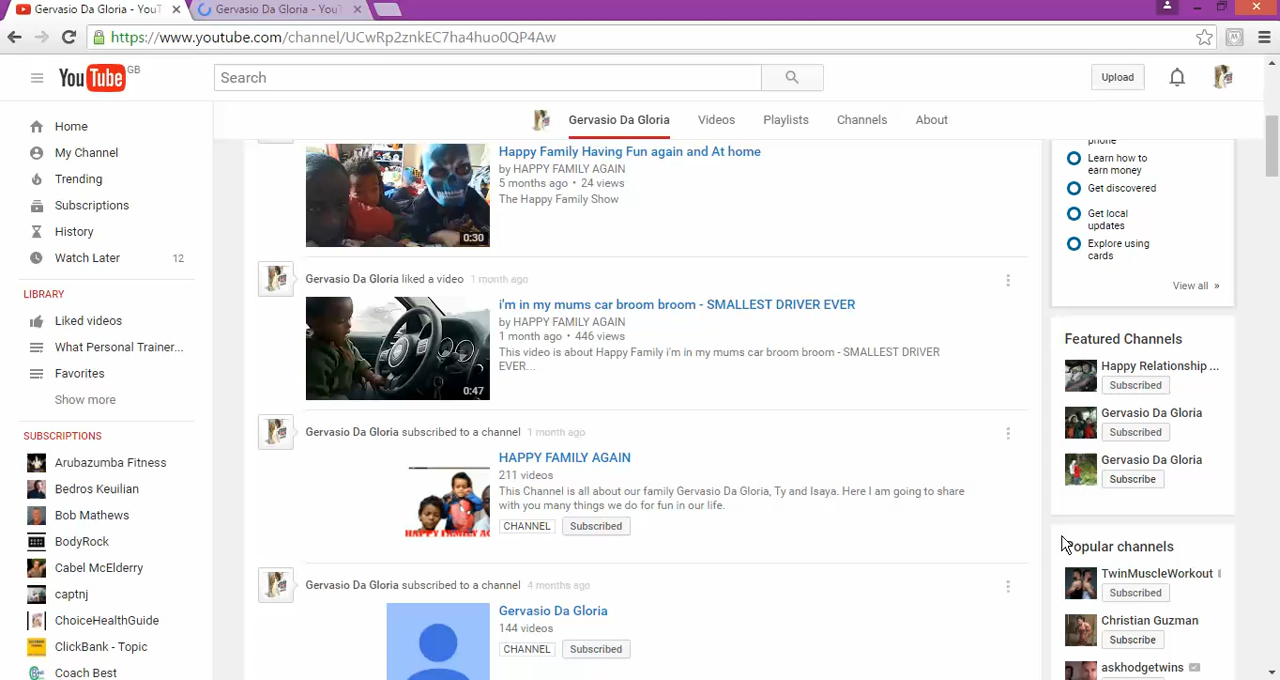 Gervasio Da Gloria - YouT
Gervasio Da Gloria - YouT
https://www.youtube.com/channel/UCwRp2znkEC7ha4huo0QP4Aw
YouTube GB
Search
Upload
Gervasio Da Gloria Videos Playlists Channels About
Home
My Channel
Trending
Subscriptions
History
Watch Later 12
LIBRARY
Liked videos
What Personal Trainer...
Favorites
Show more
SUBSCRIPTIONS
Arubazumba Fitness
Bedros Keuilian
Bob Mathews
BodyRock
Cabel McElderry
captnj
ChoiceHealthGuide
ClickBank - Tropic
Coach Best
Happy Family Having Fun again and At home
by HAPPY FAMILY AGAIN
5 months ago • 24 views
The Happy Family Show
0:30
Gervasio Da Gloria liked a video 1 month ago
i'm in my mums car broom broom - SMALLEST DRIVER EVER
by HAPPY FAMILY AGAIN
1 month ago • 446 views
This video is about Happy Family i'm in my mums car broom broom - SMALLEST DRIVER
EVER...
0:47
Gervasio Da Gloria subscribed to a channel 1 month ago
HAPPY FAMILY AGAIN
211 videos
This Channel is all about our family Gervasio Da Gloria, Ty and Isaya. Here I am going to share
with you many things we do for fun in our life.
CHANNEL Subscribed
HAPPY FAMILY AG
Gervasio Da Gloria subscribed to a channel 4 months ago
Gervasio Da Gloria
144 videos
CHANNEL Subscribed
phone
Learn how to
earn money
Get discovered
Get local
updates
Explore using
cards
View all »
Featured Channels
Happy Relationship ...
Subscribed
Gervasio Da Gloria
Subscribed
Gervasio Da Gloria
Subscribe
Popular channels
TwinMuscleWorkout
Subscribed
Christian Guzman
Subscribe
askhodgetwins